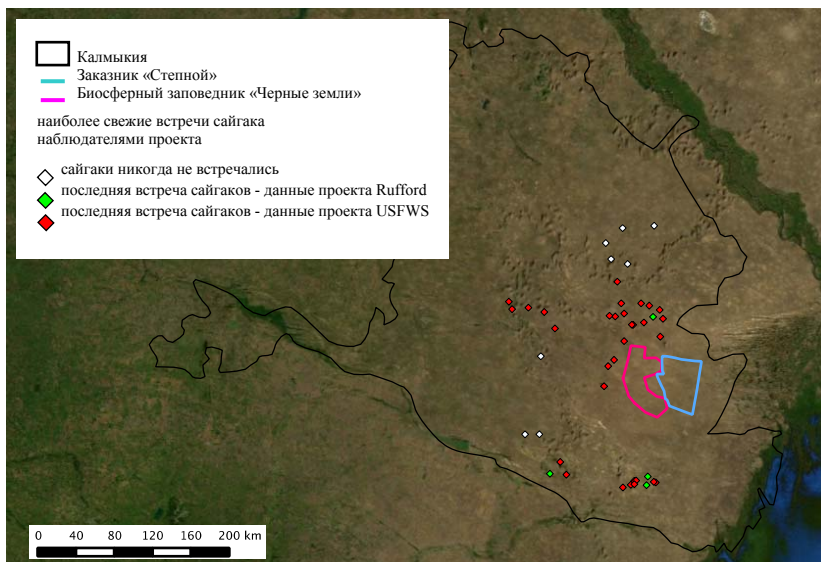 Калмыкия
Заказник «Степной»
Биосферный заповедник «Черные земли»
наиболее свежие встречи сайгака
наблюдателями проекта
сайгаки никогда не встречались
последняя встреча сайгаков - данные проекта Rufford
последняя встреча сайгаков - данные проекта USFWS
0 40 80 120 160 200 km